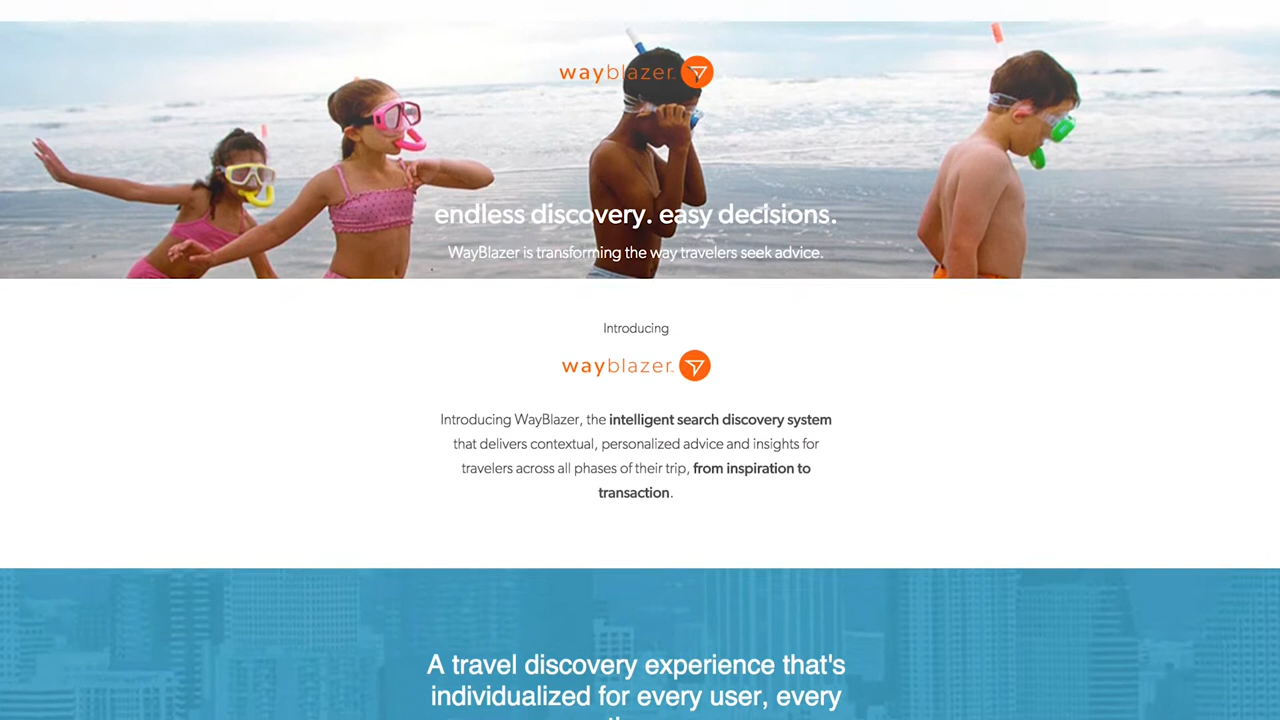 wayblazer
endless discovery. easy decisions.
WayBlazer is transforming the way travelers seek advice.
Introducing
wayblazer
Introducing WayBlazer, the intelligent search discovery system
that delivers contextual, personalized advice and insights for
travelers across all phases of their trip, from inspiration to
transaction.
A travel discovery experience that's
individualized for every user, every